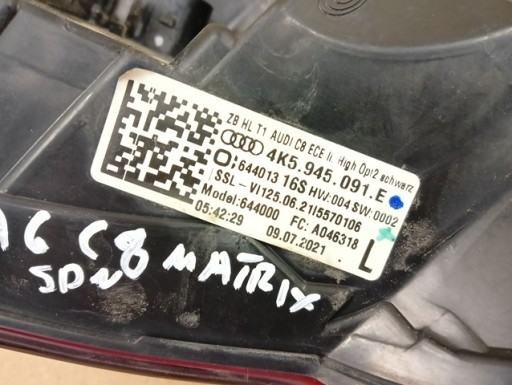 ZB HL T1 AUDI C8 ECE li. High Opt2 schwarz
4K5.945.091.E
O:644013 16S HW:004 SW:0002
SSL-VI125.06.21I5570106
Model:644000 FC: A046318
05:42:29 09.07.2021 L
A6 C8 MATRIX
SDN